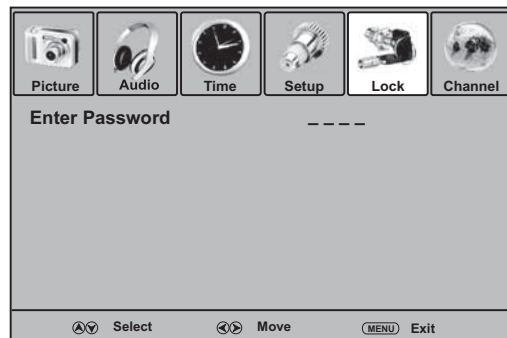 Picture Audio Time Setup Lock Channel
Enter Password _ _ _ _
Select Move MENU Exit